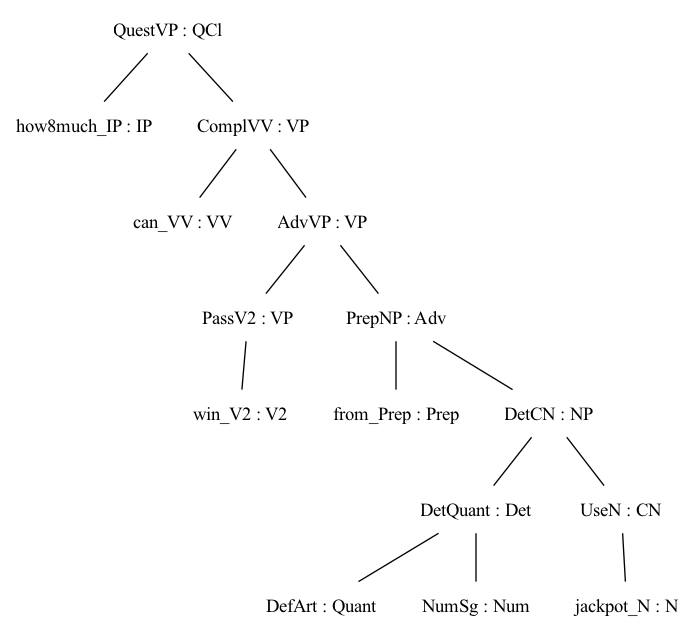 QuestVP : QCl
how8much_IP : IP ComplVV : VP
can_VV : VV AdvVP : VP
PassV2 : VP PrepNP : Adv
win_V2 : V2 from_Prep : Prep DetCN : NP
DetQuant : Det UseN : CN
DefArt : Quant NumSg : Num jackpot_N : N